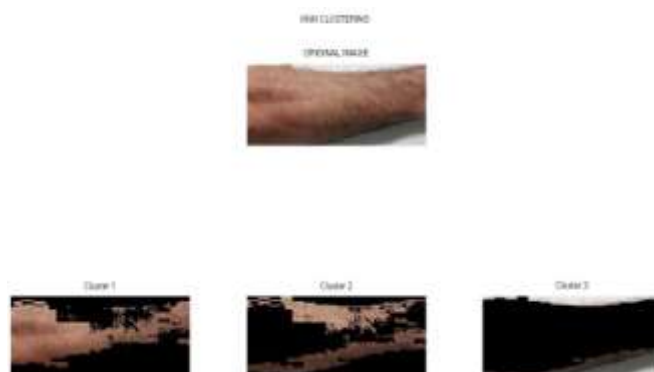 CLUSTERING
ORIGINAL IMAGE
Cluster 1
Cluster 2
Cluster 3